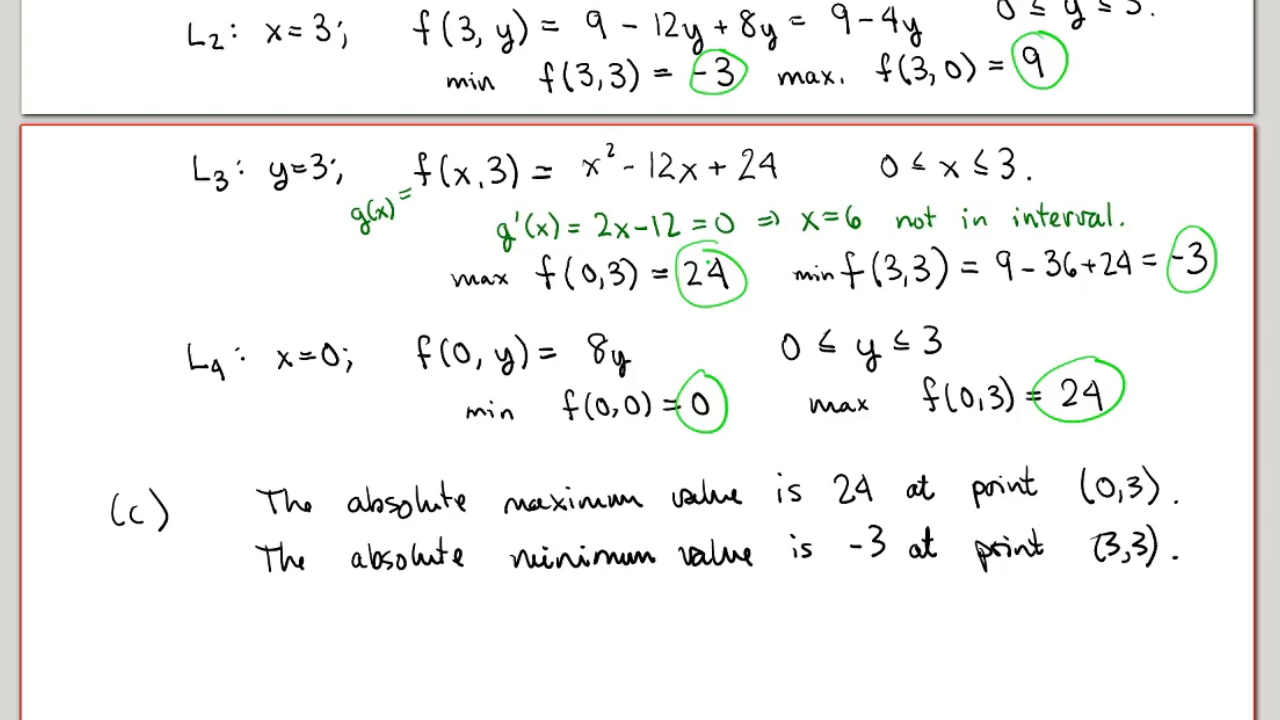 L₂: x=3; f(3, y) = 9 - 12y + 8y = 9 - 4y 0 ≤ y ≤ 3.
min f(3,3) = -3 max. f(3,0) = 9
L₃: y=3; f(x,3) = x² - 12x + 24 0 ≤ x ≤ 3.
g(x) =
g'(x) = 2x-12 = 0 ⇒ x=6 not in interval.
max f(0,3) = 24 min f(3,3) = 9 - 36 + 24 = -3
L₄: x=0; f(0, y) = 8y 0 ≤ y ≤ 3
min f(0,0) = 0 max f(0,3) = 24
(c) The absolute maximum value is 24 at point (0,3).
The absolute minimum value is -3 at point (3,3).